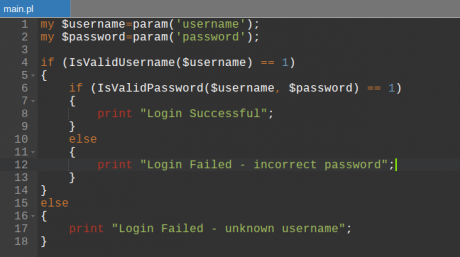 main.pl
1 my $username=param('username');
2 my $password=param('password');
3
4 if (IsValidUsername($username) == 1)
5 {
6     if (IsValidPassword($username, $password) == 1)
7     {
8         print "Login Successful";
9     }
10     else
11     {
12         print "Login Failed - incorrect password";
13     }
14 }
15 else
16 {
17     print "Login Failed - unknown username";
18 }